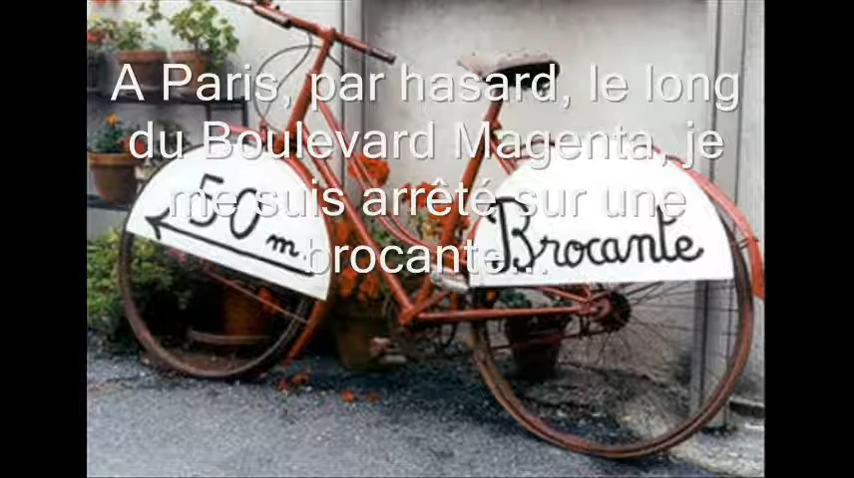 A Paris, par hasard, le long
du Boulevard Magenta, je
me suis arrêté sur une
brocante...
50 m
Brocante